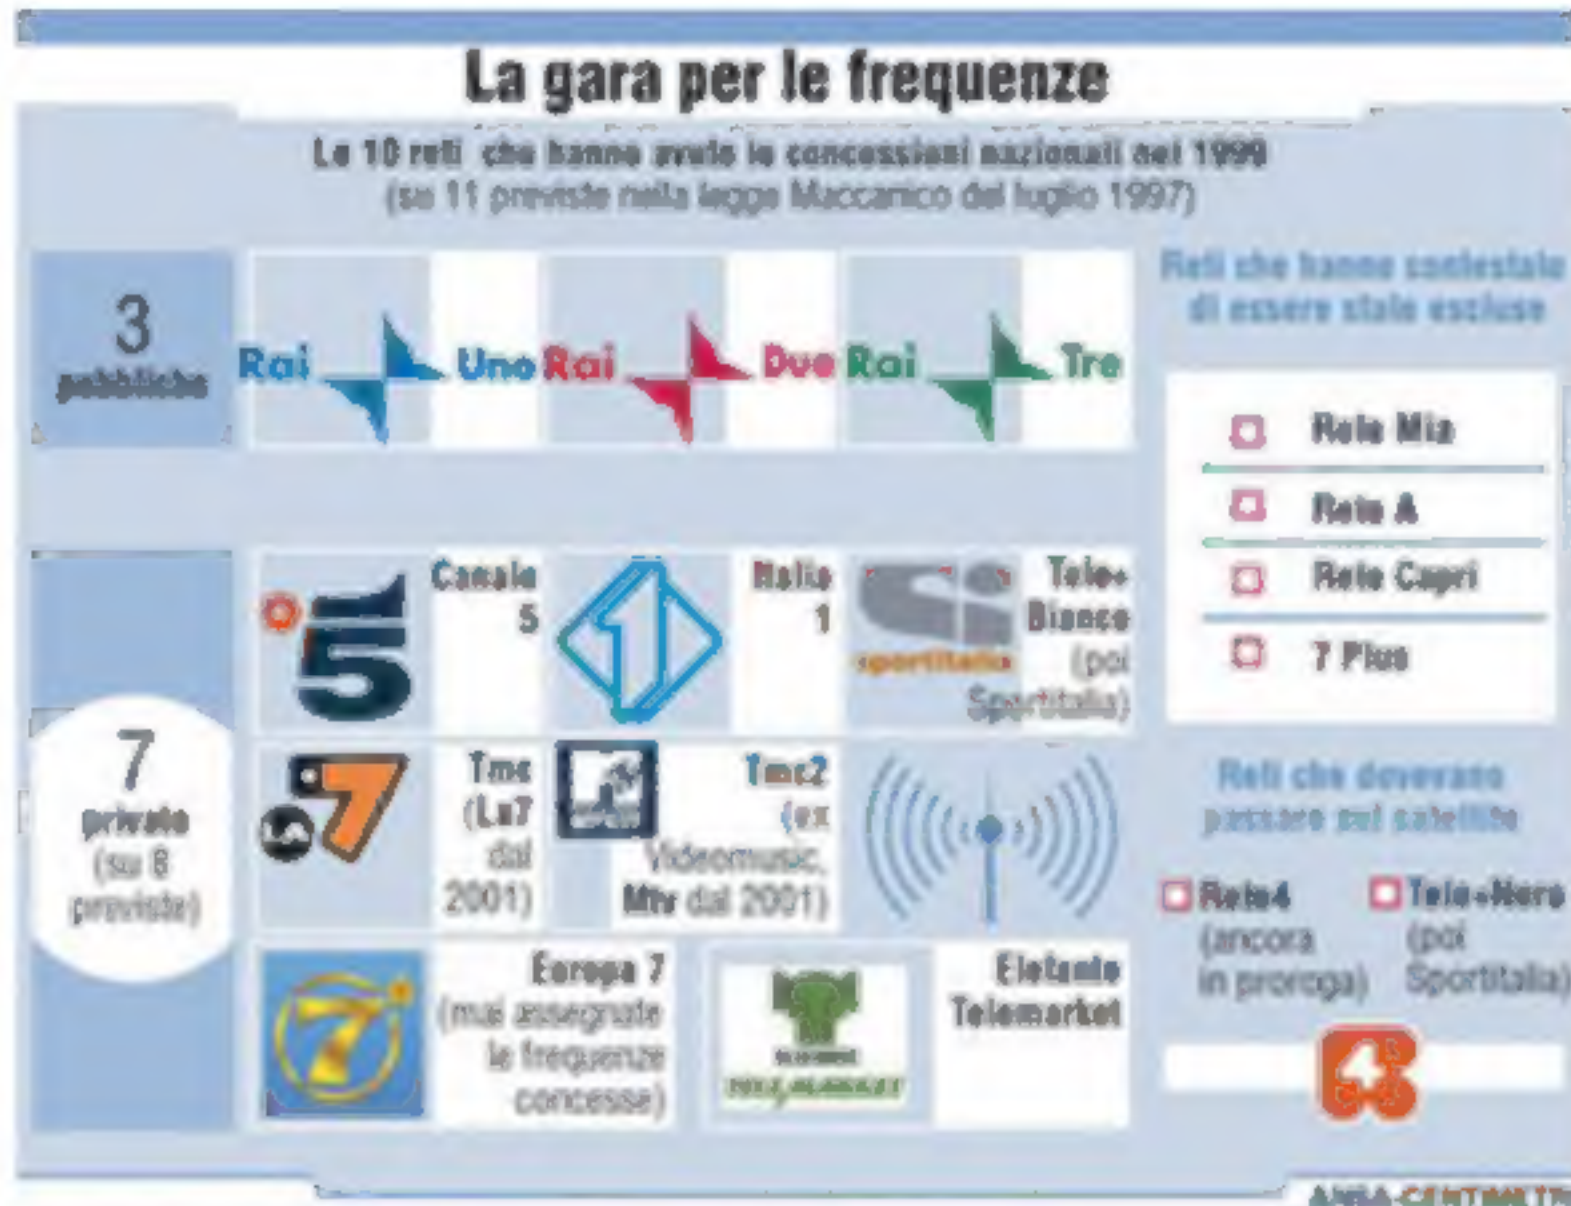 La gara per le frequenze
Le 10 reti che hanno avuto le concessioni nazionali nel 1999
(su 11 previste nella legge Maccanico del luglio 1997)
3
pubbliche
Rai Uno
Rai Due
Rai Tre
7
private
(su 8
previste)
Canale
5
Italia
1
sportitalia
Tele+
Bianco
(poi
Sportitalia)
Tmc
(La7
dal
2001)
Tmc2
(ex
Videomusic,
Mtv dal 2001)
Europa 7
(mai assegnate
le frequenze
concesse)
TELEMARKET
Elefante
Telemarket
Reti che hanno contestato
di essere state escluse
Rete Mia
Rete A
Rete Capri
7 Plus
Reti che dovevano
passare sul satellite
Rete4
(ancora
in proroga)
Tele+Nero
(poi
Sportitalia)
4